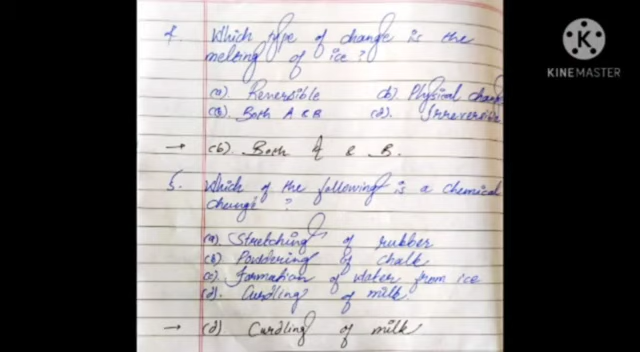 4. Which type of change is the
melting of ice?
(a) Reversible (b). Physical change
(c). Both A & B (d). Irreversible
→ (b). Both A & B.
5. Which of the following is a chemical
change?
(a) Stretching of rubber
(b) Powdering of chalk
(c). Formation of water from ice
(d). Curdling of milk.
→ (d). Curdling of milk
KINEMASTER